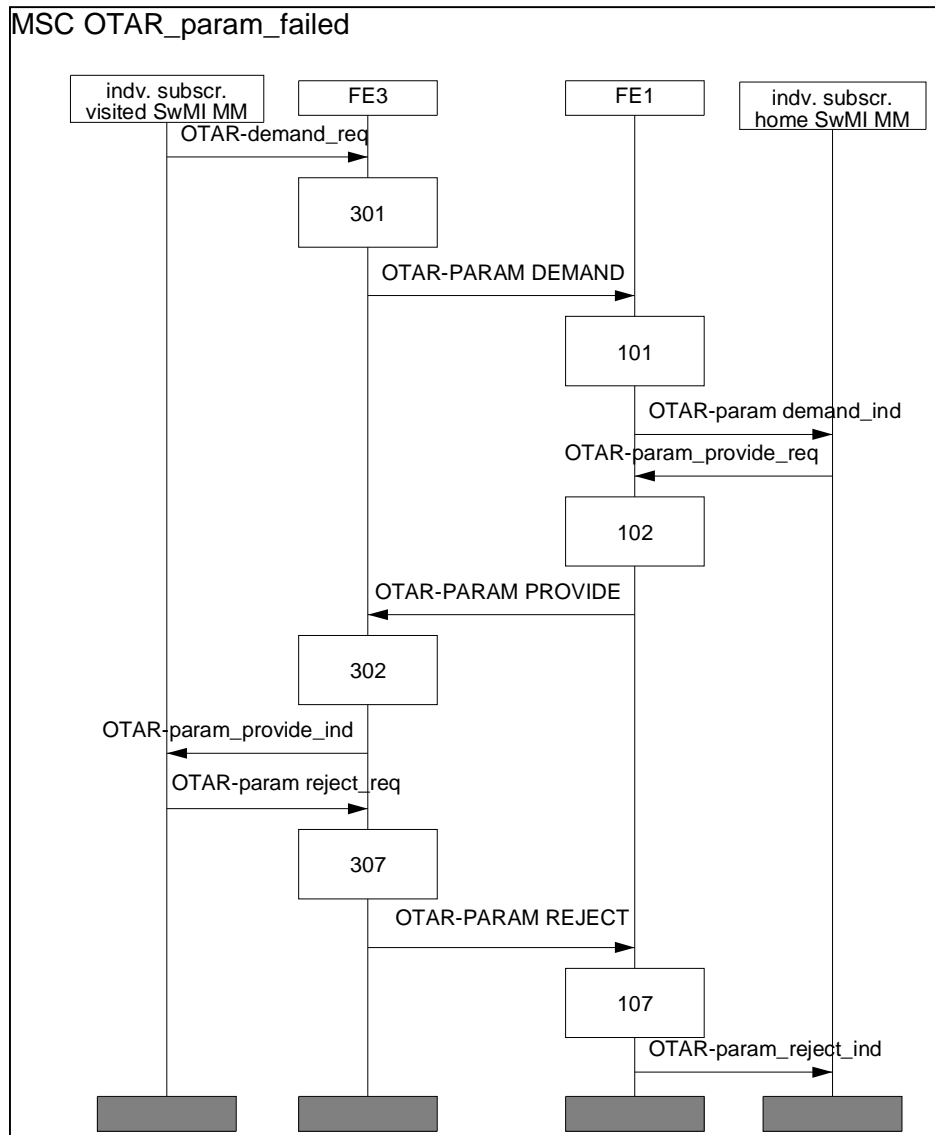 MSC OTAR_param_failed
indv. subscr.
visited SwMI MM
FE3
FE1
indv. subscr.
home SwMI MM
OTAR-demand_req
301
OTAR-PARAM DEMAND
101
OTAR-param demand_ind
OTAR-param_provide_req
102
OTAR-PARAM PROVIDE
302
OTAR-param_provide_ind
OTAR-param reject_req
307
OTAR-PARAM REJECT
107
OTAR-param_reject_ind